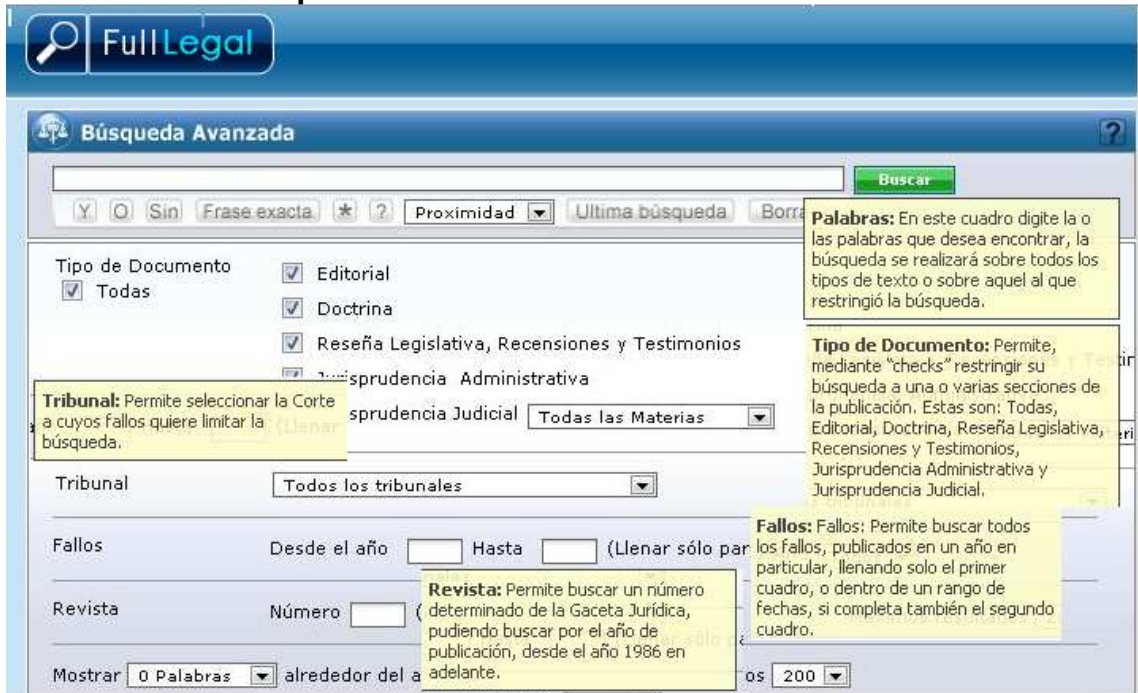 FullLegal
Búsqueda Avanzada ?
Buscar
Y O Sin Frase exacta * ? Proximidad Ultima búsqueda Borra
Palabras: En este cuadro digite la o
las palabras que desea encontrar, la
búsqueda se realizará sobre todos los
tipos de texto o sobre aquel al que
restringió la búsqueda.
Tipo de Documento
Todas
Editorial
Doctrina
Reseña Legislativa, Recensiones y Testimonios
Jurisprudencia Administrativa
sprudencia Judicial Todas las Materias
Tipo de Documento: Permite,
mediante “checks” restringir su
búsqueda a una o varias secciones de
la publicación. Estas son: Todas,
Editorial, Doctrina, Reseña Legislativa,
Recensiones y Testimonios,
Jurisprudencia Administrativa y
Jurisprudencia Judicial.
Tribunal: Permite seleccionar la Corte
a cuyos fallos quiere limitar la
búsqueda.
Tribunal Todos los tribunales
Fallos Desde el año Hasta (Llenar sólo par
Fallos: Fallos: Permite buscar todos
los fallos, publicados en un año en
particular, llenando solo el primer
cuadro, o dentro de un rango de
fechas, si completa también el segundo
cuadro.
Revista Número (
Revista: Permite buscar un número
determinado de la Gaceta Jurídica,
pudiendo buscar por el año de
publicación, desde el año 1986 en
adelante.
Mostrar 0 Palabras alrededor del a os 200